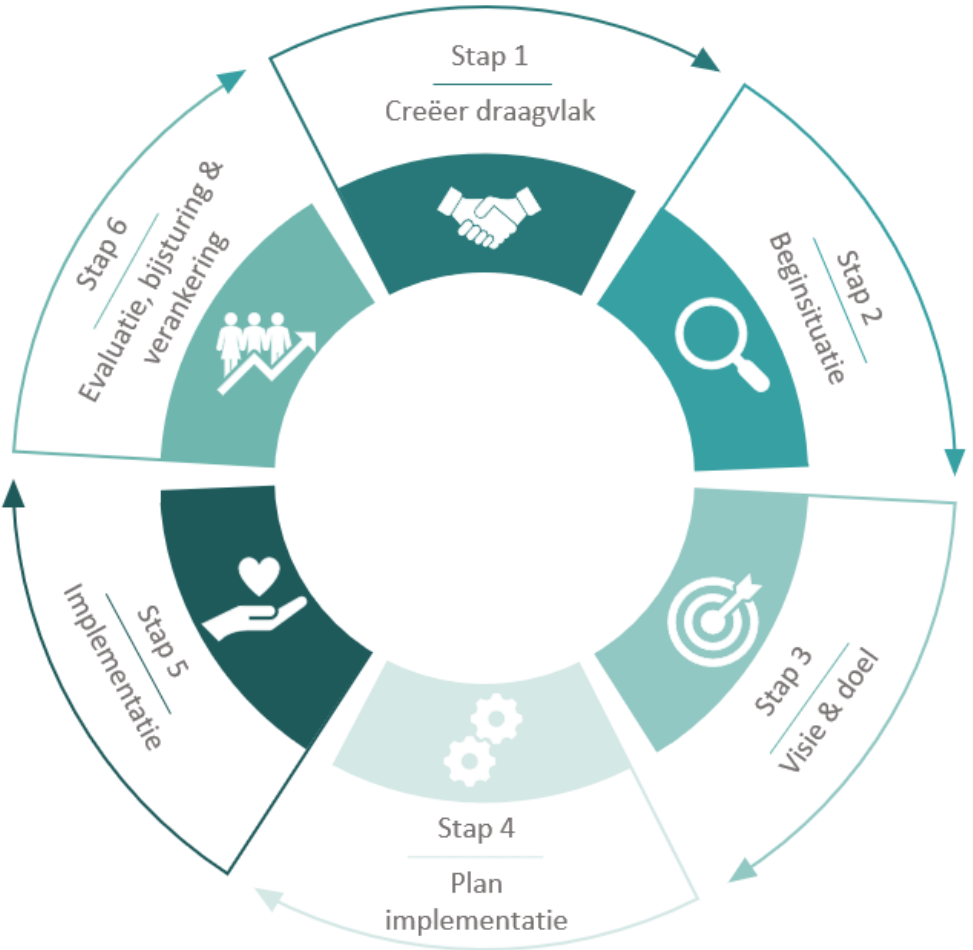 Stap 1
Creëer draagvlak
Stap 2
Beginsituatie
Stap 3
Visie & doel
Stap 4
Plan
implementatie
Stap 5
Implementatie
Stap 6
Evaluatie, bijsturing &
verankering